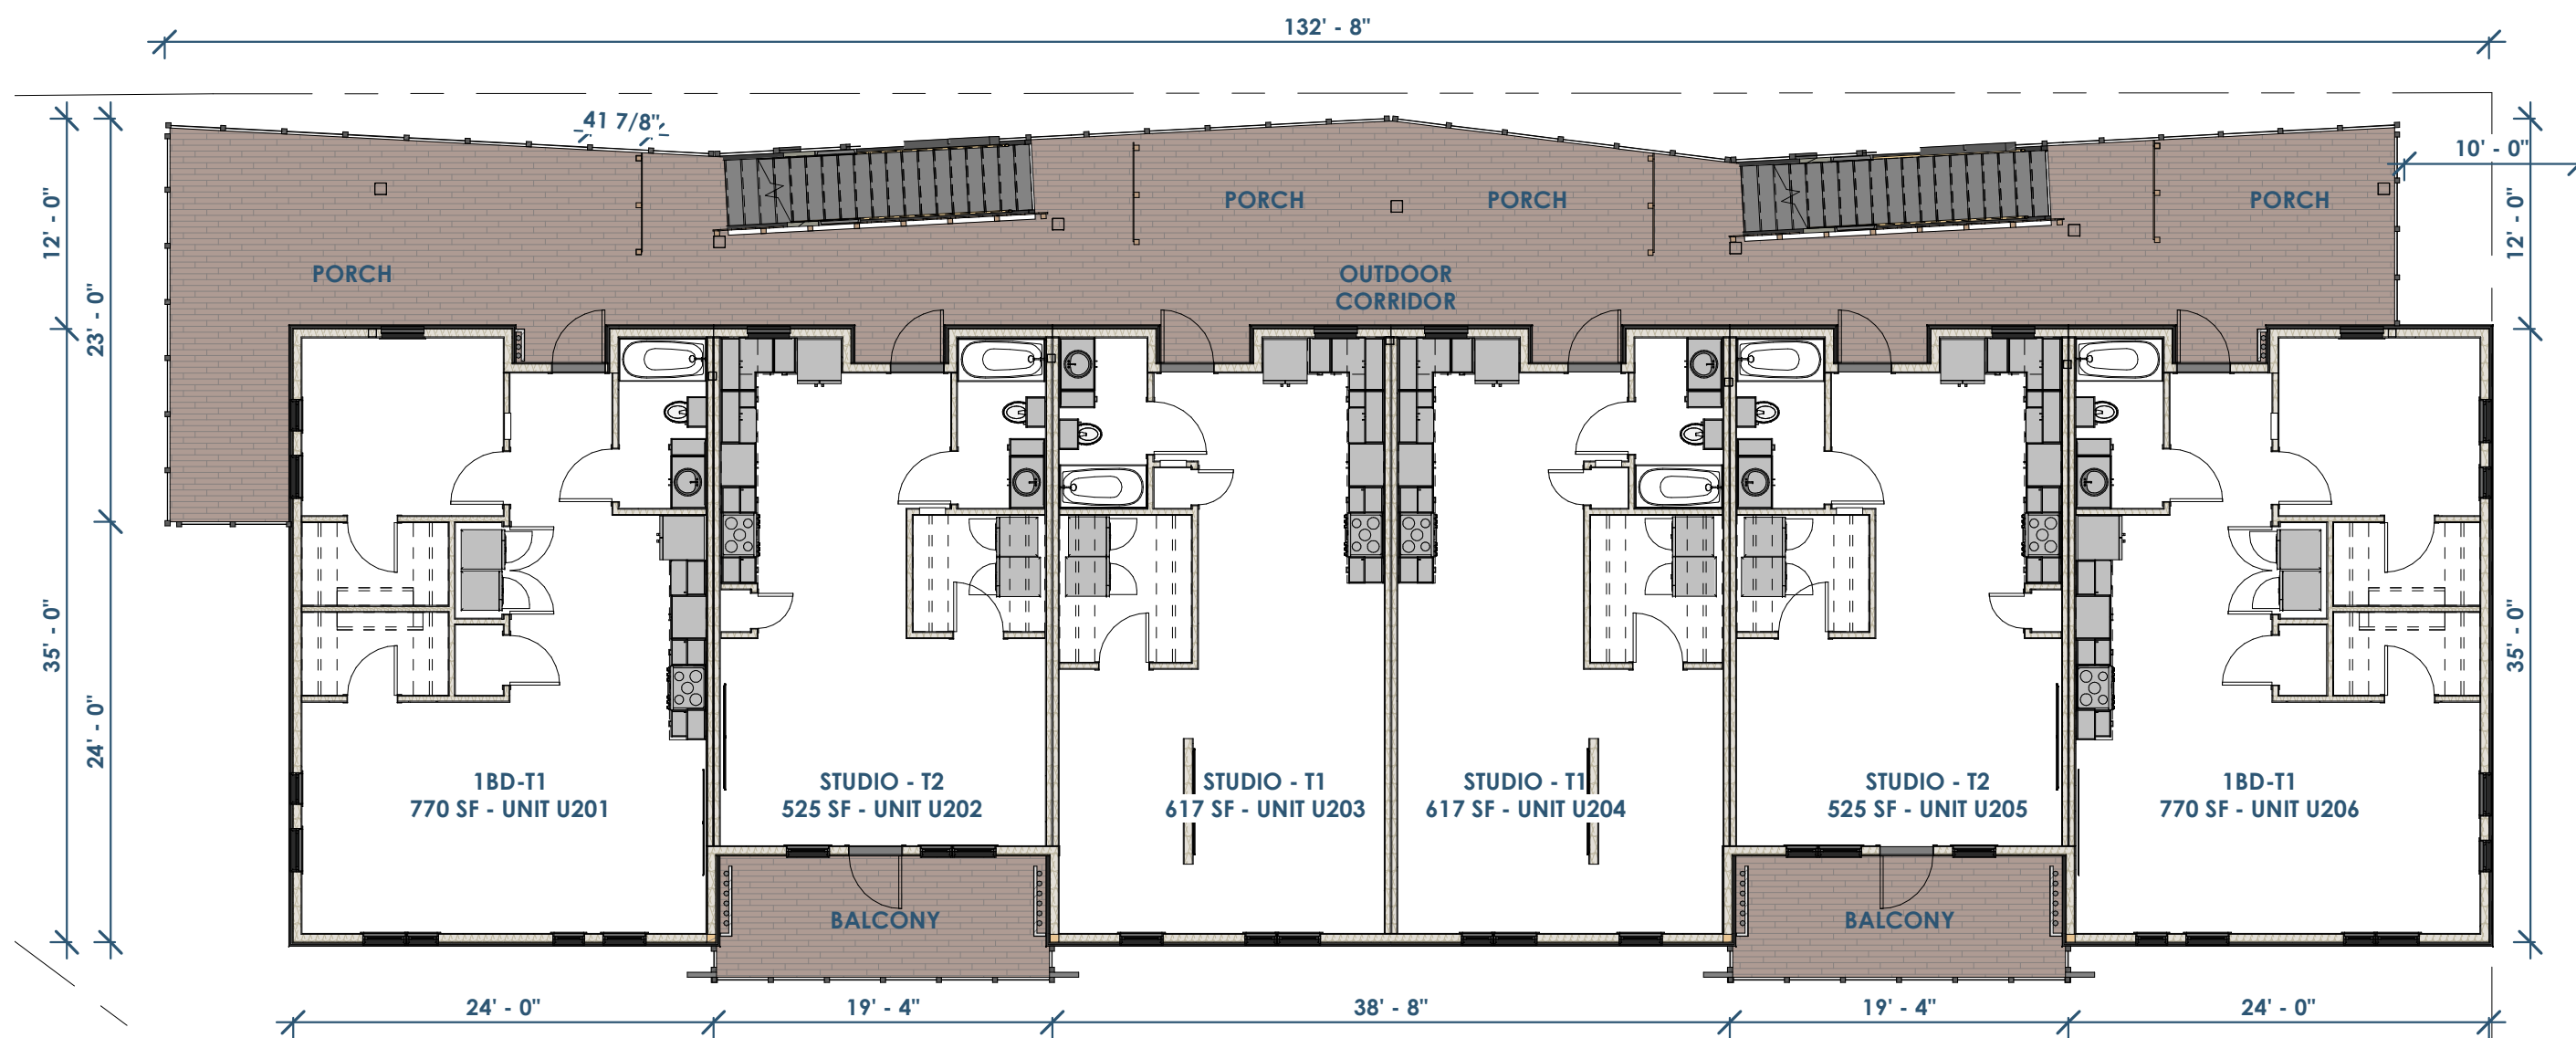 132' - 8"
41 7/8"
10' - 0"
12' - 0"
23' - 0"
12' - 0"
PORCH
PORCH
PORCH
PORCH
OUTDOOR
CORRIDOR
35' - 0"
24' - 0"
35' - 0"
1BD-T1
770 SF - UNIT U201
STUDIO - T2
525 SF - UNIT U202
STUDIO - T1
617 SF - UNIT U203
STUDIO - T1
617 SF - UNIT U204
STUDIO - T2
525 SF - UNIT U205
1BD-T1
770 SF - UNIT U206
BALCONY
BALCONY
24' - 0"
19' - 4"
38' - 8"
19' - 4"
24' - 0"